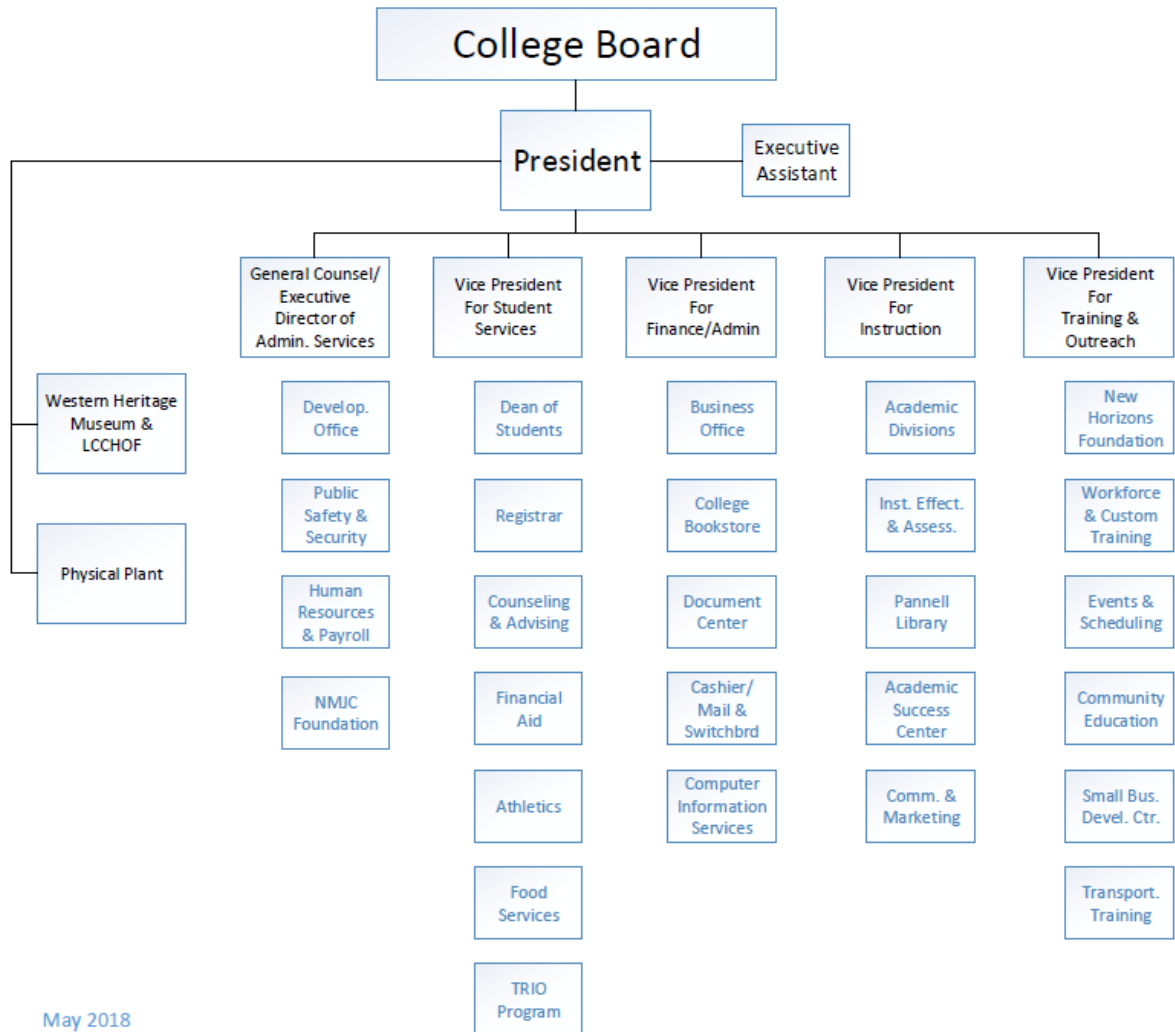 College Board
President
Executive
Assistant
General Counsel/
Executive
Director of
Admin. Services
Vice President
For Student
Services
Vice President
For
Finance/Admin
Vice President
For
Instruction
Vice President
For
Training &
Outreach
Western Heritage
Museum &
LCCHOF
Physical Plant
Develop.
Office
Public
Safety &
Security
Human
Resources
& Payroll
NMJC
Foundation
Dean of
Students
Registrar
Counseling
& Advising
Financial
Aid
Athletics
Food
Services
TRIO
Program
Business
Office
College
Bookstore
Document
Center
Cashier/
Mail &
Switchbrd
Computer
Information
Services
Academic
Divisions
Inst. Effect.
& Assess.
Pannell
Library
Academic
Success
Center
Comm. &
Marketing
New
Horizons
Foundation
Workforce
& Custom
Training
Events &
Scheduling
Community
Education
Small Bus.
Devel. Ctr.
Transport.
Training
May 2018